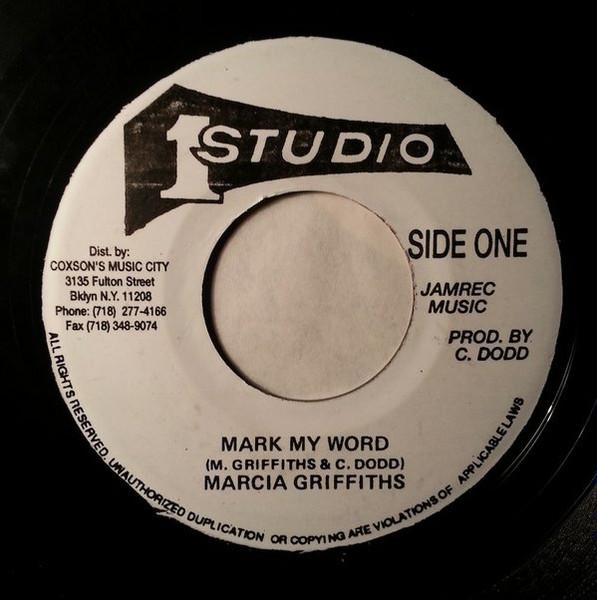 1 STUDIO
SIDE ONE
Dist. by:
COXSON'S MUSIC CITY
3135 Fulton Street
Bklyn N.Y. 11208
Phone: (718) 277-4166
Fax (718) 348-9074
JAMREC
MUSIC
PROD. BY
C. DODD
MARK MY WORD
(M. GRIFFITHS & C. DODD)
MARCIA GRIFFITHS
ALL RIGHTS RESERVED. UNAUTHORIZED DUPLICATION OR COPYING ARE VIOLATIONS OF APPLICABLE LAWS